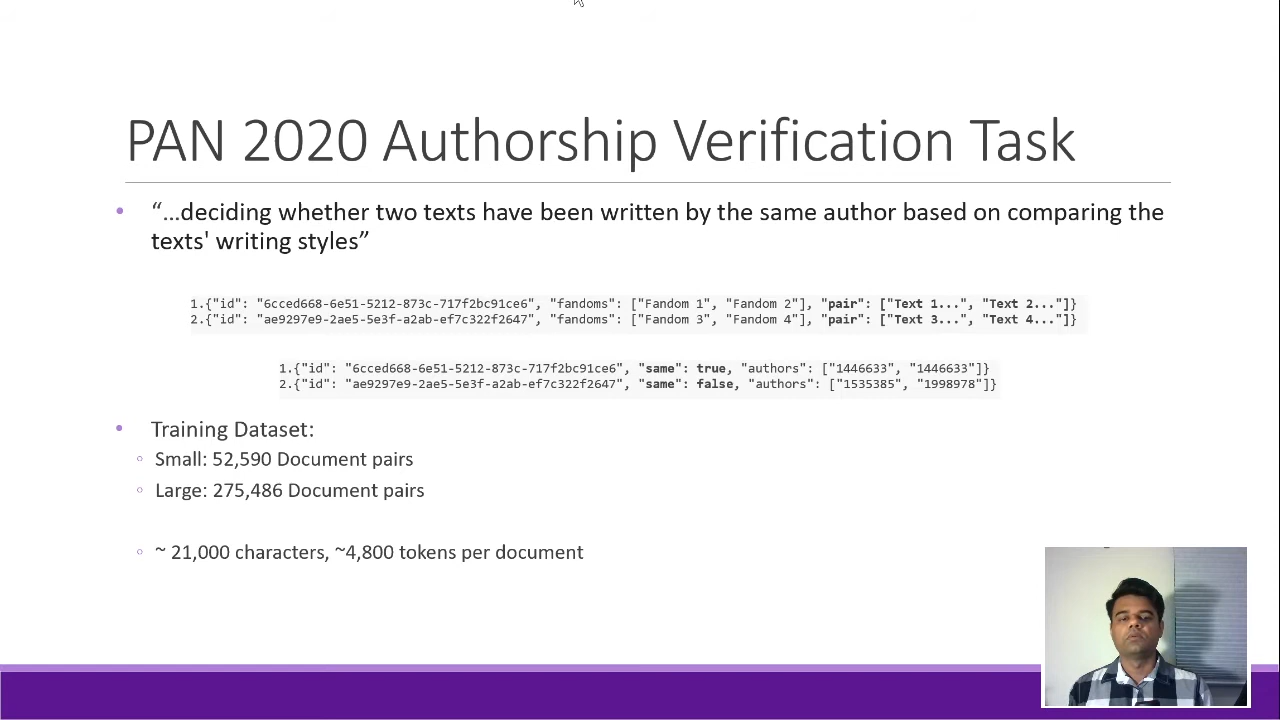 PAN 2020 Authorship Verification Task
• “...deciding whether two texts have been written by the same author based on comparing the
texts' writing styles”
1.{"id": "6cced668-6e51-5212-873c-717f2bc91ce6", "fandoms": ["Fandom 1", "Fandom 2"], "pair": ["Text 1...", "Text 2..."]}
2.{"id": "ae9297e9-2ae5-5e3f-a2ab-ef7c322f2647", "fandoms": ["Fandom 3", "Fandom 4"], "pair": ["Text 3...", "Text 4..."]}
1.{"id": "6cced668-6e51-5212-873c-717f2bc91ce6", "same": true, "authors": ["1446633", "1446633"]}
2.{"id": "ae9297e9-2ae5-5e3f-a2ab-ef7c322f2647", "same": false, "authors": ["1535385", "1998978"]}
• Training Dataset:
◦ Small: 52,590 Document pairs
◦ Large: 275,486 Document pairs
◦ ~ 21,000 characters, ~4,800 tokens per document